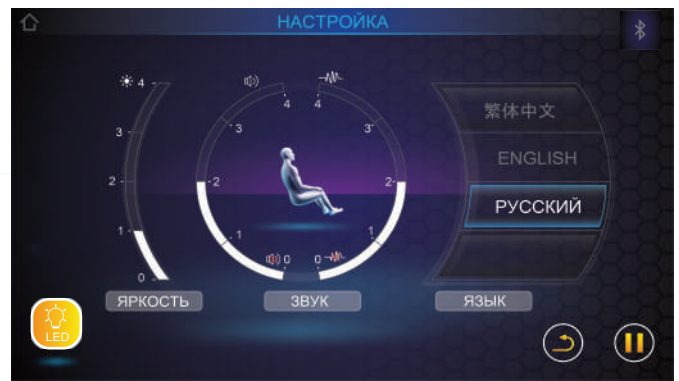 НАСТРОЙКА
4
3
2
1
0
4 4
3 3
2 2
1 1
0 0
繁体中文
ENGLISH
РУССКИЙ
ЯРКОСТЬ
ЗВУК
ЯЗЫК
LED